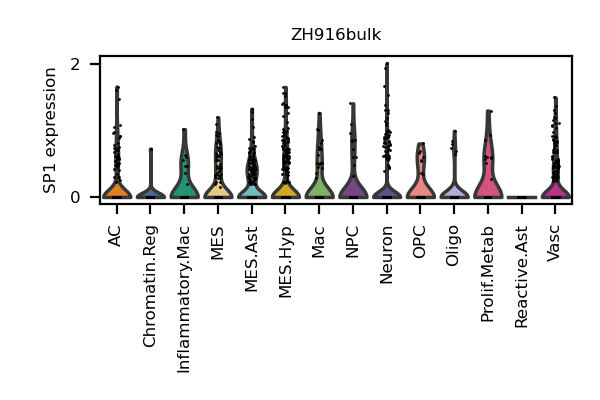 ZH916bulk
SP1 expression
2
0
AC
Chromatin.Reg
Inflammatory.Mac
MES
MES.Ast
MES.Hyp
Mac
NPC
Neuron
OPC
Oligo
Prolif.Metab
Reactive.Ast
Vasc